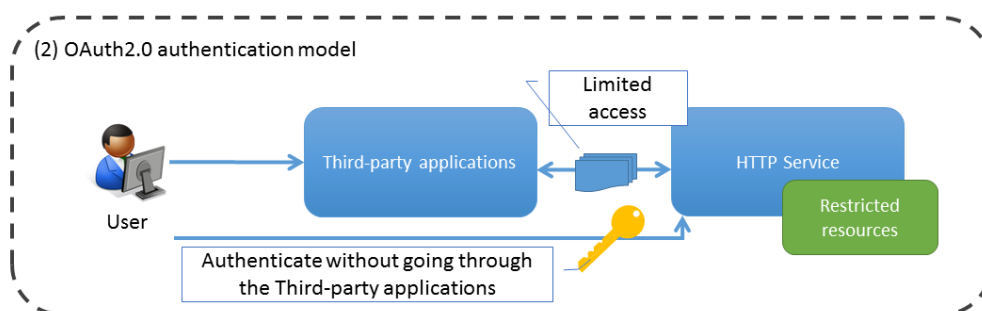 (2) OAuth2.0 authentication model
Limited
access
Third-party applications
HTTP Service
User
Restricted
resources
Authenticate without going through
the Third-party applications